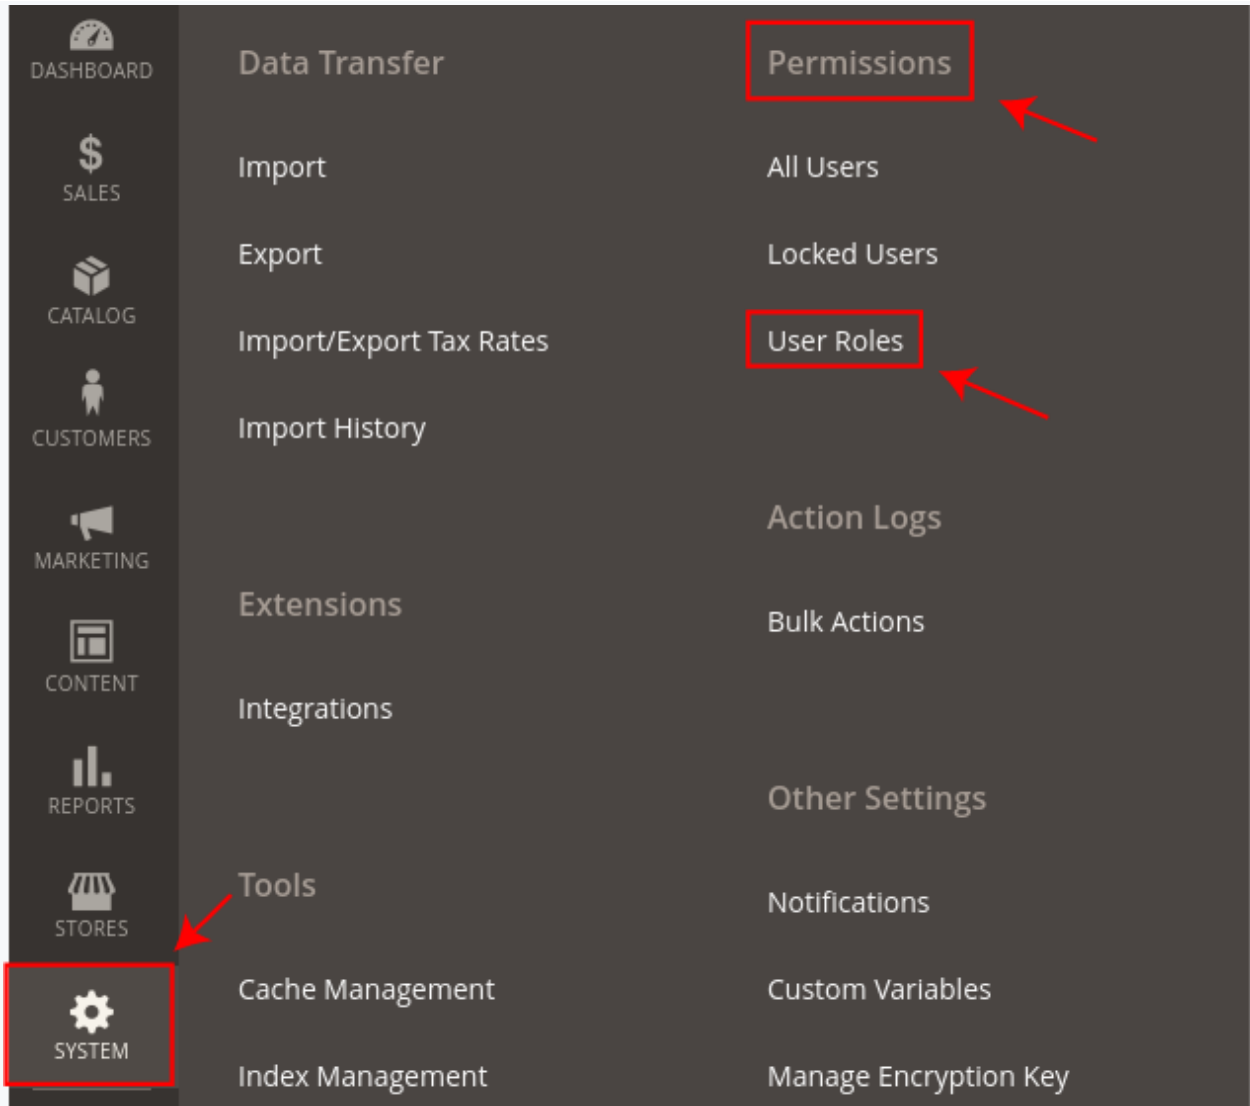 DASHBOARD
SALES
CATALOG
CUSTOMERS
MARKETING
CONTENT
REPORTS
STORES
SYSTEM
Data Transfer
Import
Export
Import/Export Tax Rates
Import History
Extensions
Integrations
Tools
Cache Management
Index Management
Permissions
All Users
Locked Users
User Roles
Action Logs
Bulk Actions
Other Settings
Notifications
Custom Variables
Manage Encryption Key